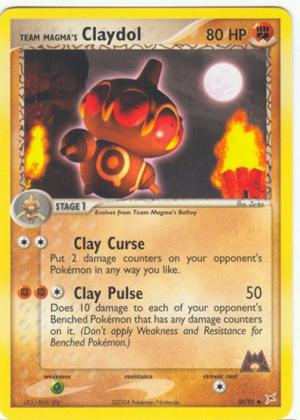 TEAM MAGMA'S Claydol 80 HP
STAGE 1
Evolves from Team Magma's Baltoy
Clay Curse
Put 2 damage counters on your opponent's
Pokémon in any way you like.
Clay Pulse 50
Does 10 damage to each of your opponent's
Benched Pokémon that has any damage counters
on it. (Don't apply Weakness and Resistance for
Benched Pokémon.)
weakness resistance retreat cost
©2004 Pokémon/Nintendo